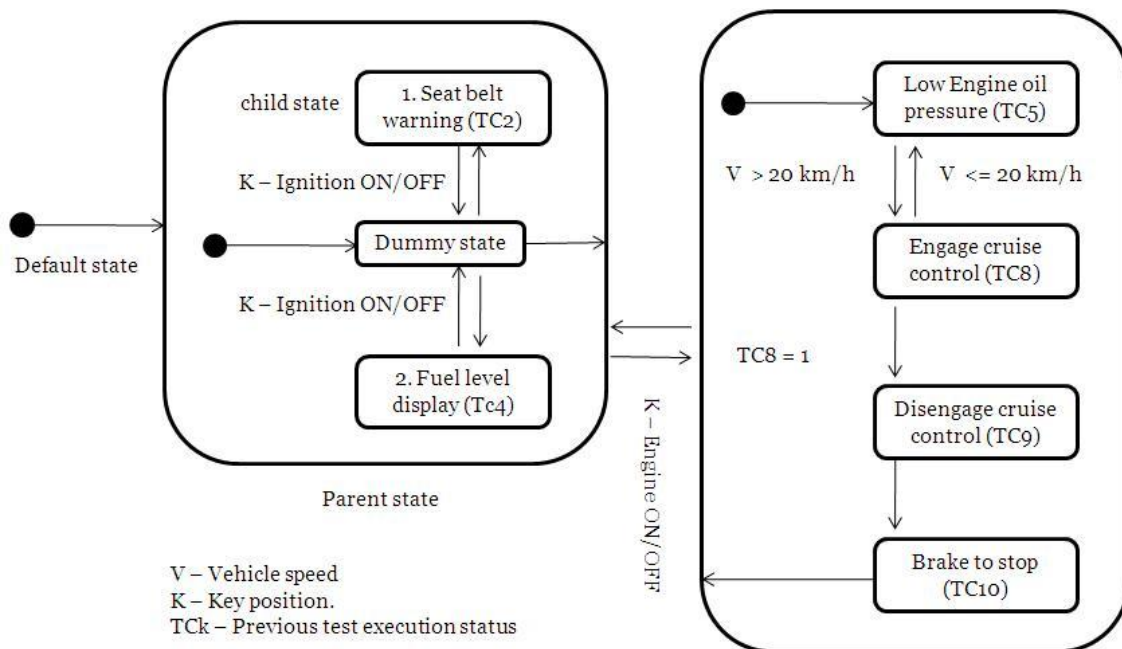 child state
1. Seat belt
warning (TC2)
K – Ignition ON/OFF
Default state
Dummy state
K – Ignition ON/OFF
2. Fuel level
display (Tc4)
Parent state
K – Engine ON/OFF
Low Engine oil
pressure (TC5)
V > 20 km/h
V <= 20 km/h
Engage cruise
control (TC8)
TC8 = 1
Disengage cruise
control (TC9)
Brake to stop
(TC10)
V – Vehicle speed
K – Key position.
TCk – Previous test execution status